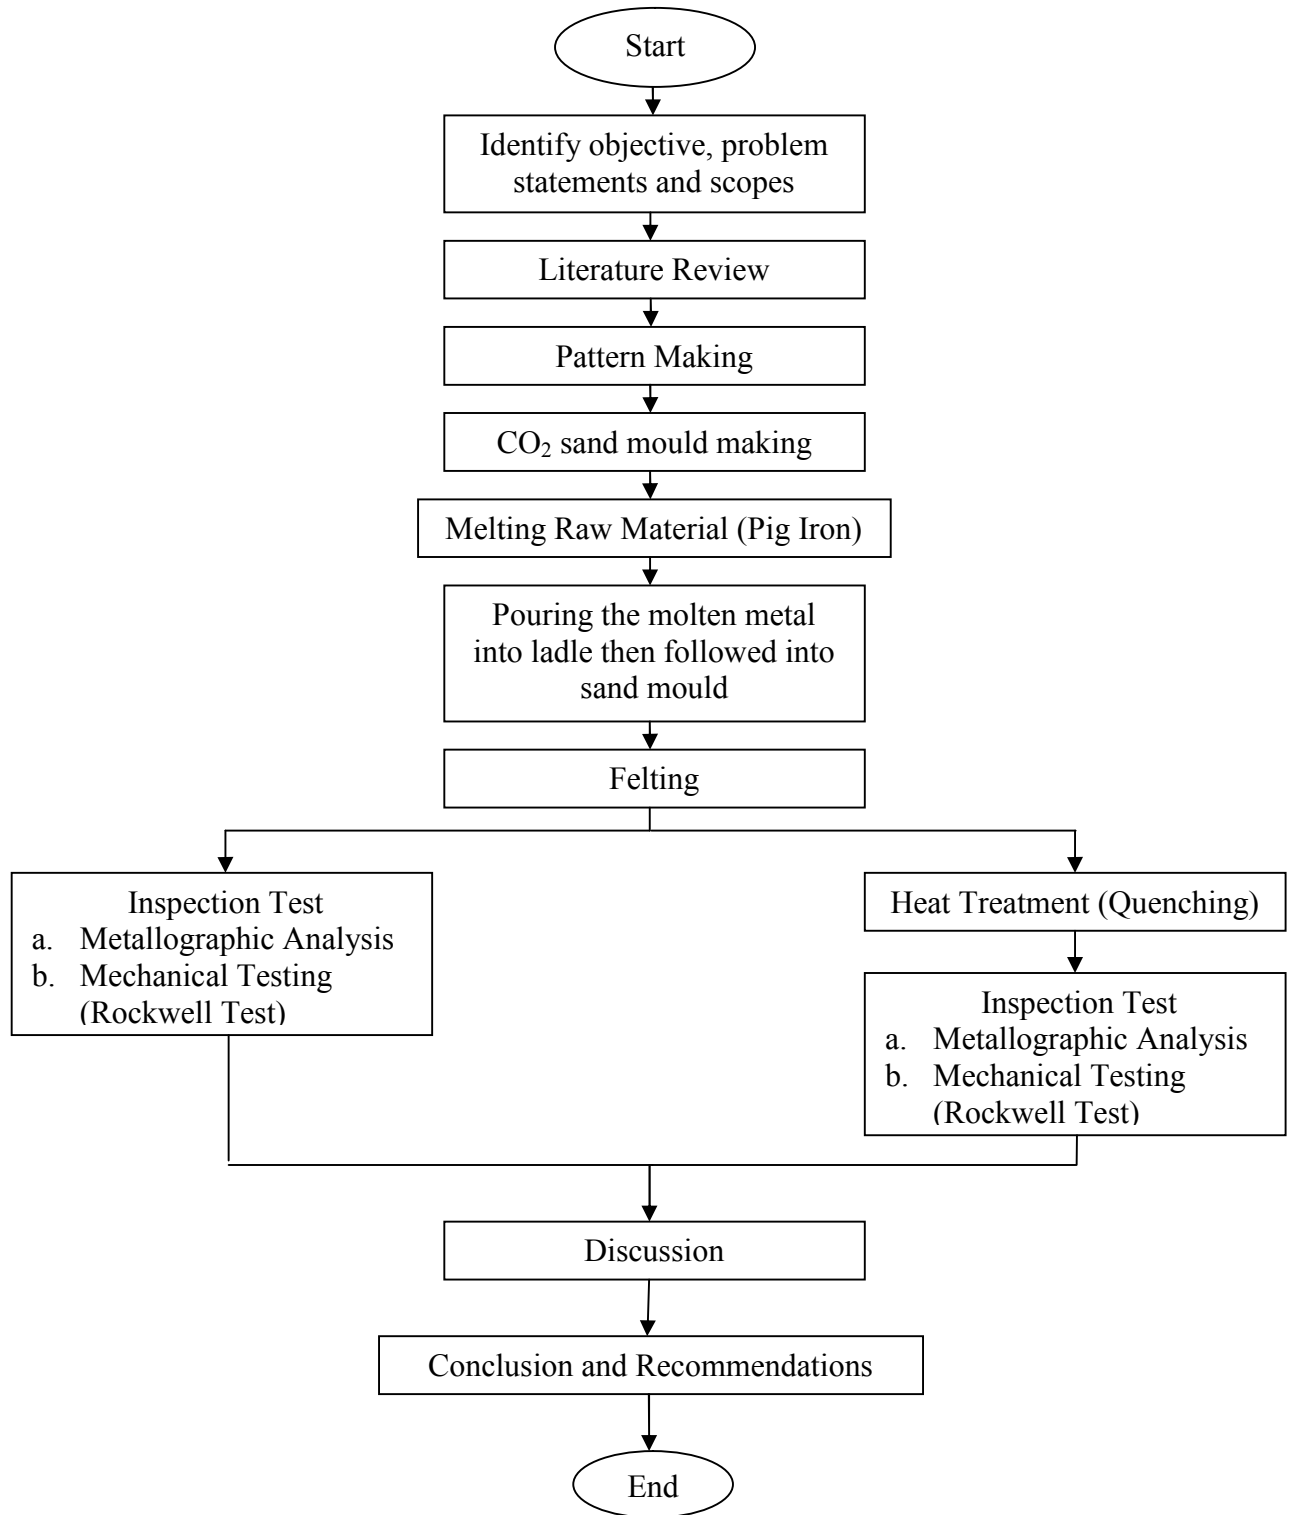 Start
Identify objective, problem
statements and scopes
Literature Review
Pattern Making
CO₂ sand mould making
Melting Raw Material (Pig Iron)
Pouring the molten metal
into ladle then followed into
sand mould
Felting
Inspection Test
a. Metallographic Analysis
b. Mechanical Testing
(Rockwell Test)
Heat Treatment (Quenching)
Inspection Test
a. Metallographic Analysis
b. Mechanical Testing
(Rockwell Test)
Discussion
Conclusion and Recommendations
End